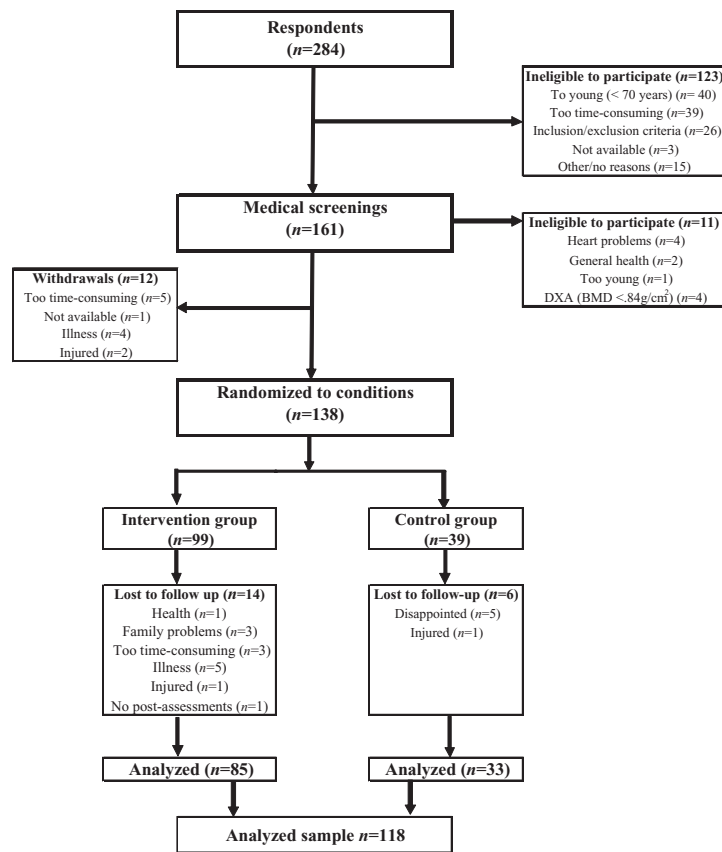 Respondents
(n=284)
Ineligible to participate (n=123)
To young (< 70 years) (n= 40)
Too time-consuming (n=39)
Inclusion/exclusion criteria (n=26)
Not available (n=3)
Other/no reasons (n=15)
Medical screenings
(n=161)
Ineligible to participate (n=11)
Heart problems (n=4)
General health (n=2)
Too young (n=1)
DXA (BMD <.84g/cm²) (n=4)
Withdrawals (n=12)
Too time-consuming (n=5)
Not available (n=1)
Illness (n=4)
Injured (n=2)
Randomized to conditions
(n=138)
Intervention group
(n=99)
Control group
(n=39)
Lost to follow up (n=14)
Health (n=1)
Family problems (n=3)
Too time-consuming (n=3)
Illness (n=5)
Injured (n=1)
No post-assessments (n=1)
Lost to follow-up (n=6)
Disappointed (n=5)
Injured (n=1)
Analyzed (n=85)
Analyzed (n=33)
Analyzed sample n=118